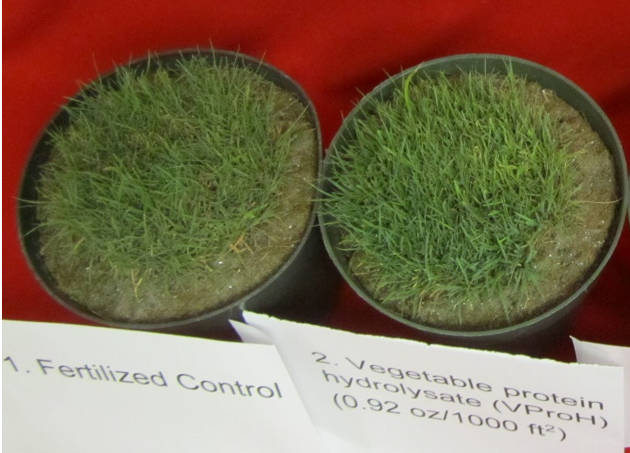 1. Fertilized Control
2. Vegetable protein
hydrolysate (VProH)
(0.92 oz/1000 ft²)